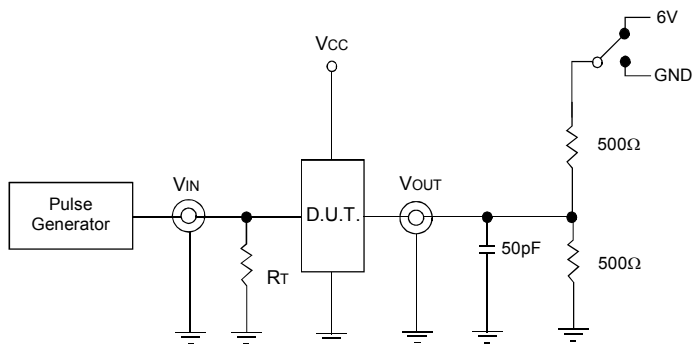 6V
GND
VCC
500Ω
Pulse
Generator
VIN
D.U.T.
VOUT
RT
50pF
500Ω